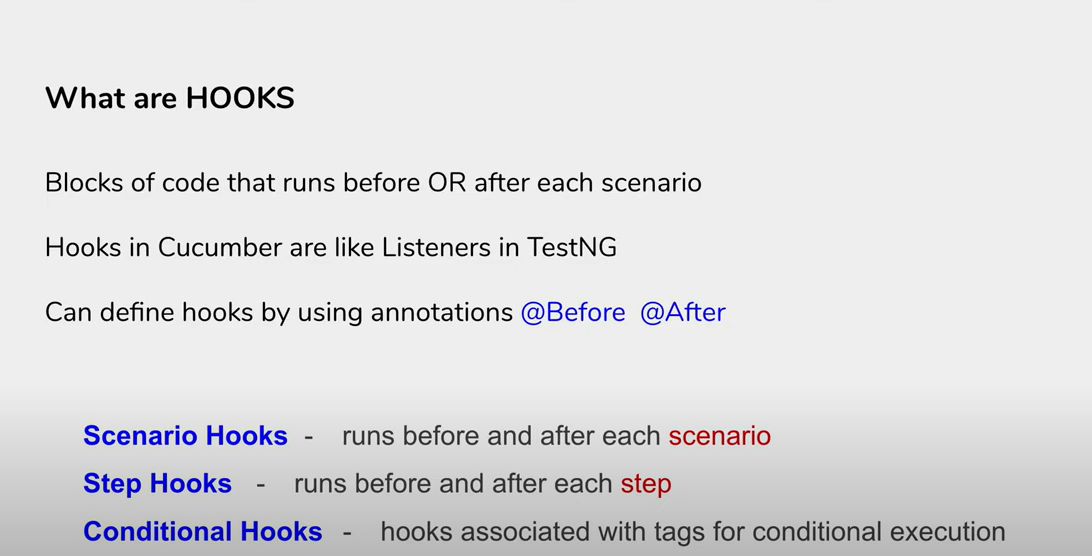 What are HOOKS
Blocks of code that runs before OR after each scenario
Hooks in Cucumber are like Listeners in TestNG
Can define hooks by using annotations @Before @After
Scenario Hooks - runs before and after each scenario
Step Hooks - runs before and after each step
Conditional Hooks - hooks associated with tags for conditional execution